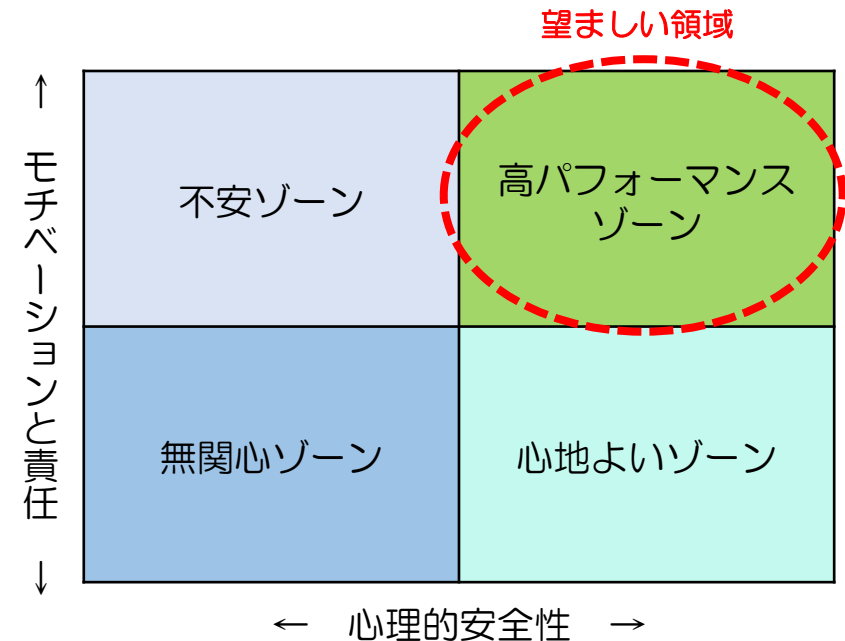 望ましい領域
↑
モチベーションと責任
↓
不安ゾーン
高パフォーマンス
ゾーン
無関心ゾーン
心地よいゾーン
← 心理的安全性 →